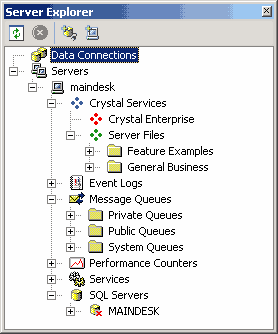 Server Explorer
Data Connections
Servers
maindesk
Crystal Services
Crystal Enterprise
Server Files
Feature Examples
General Business
Event Logs
Message Queues
Private Queues
Public Queues
System Queues
Performance Counters
Services
SQL Servers
MAINDESK